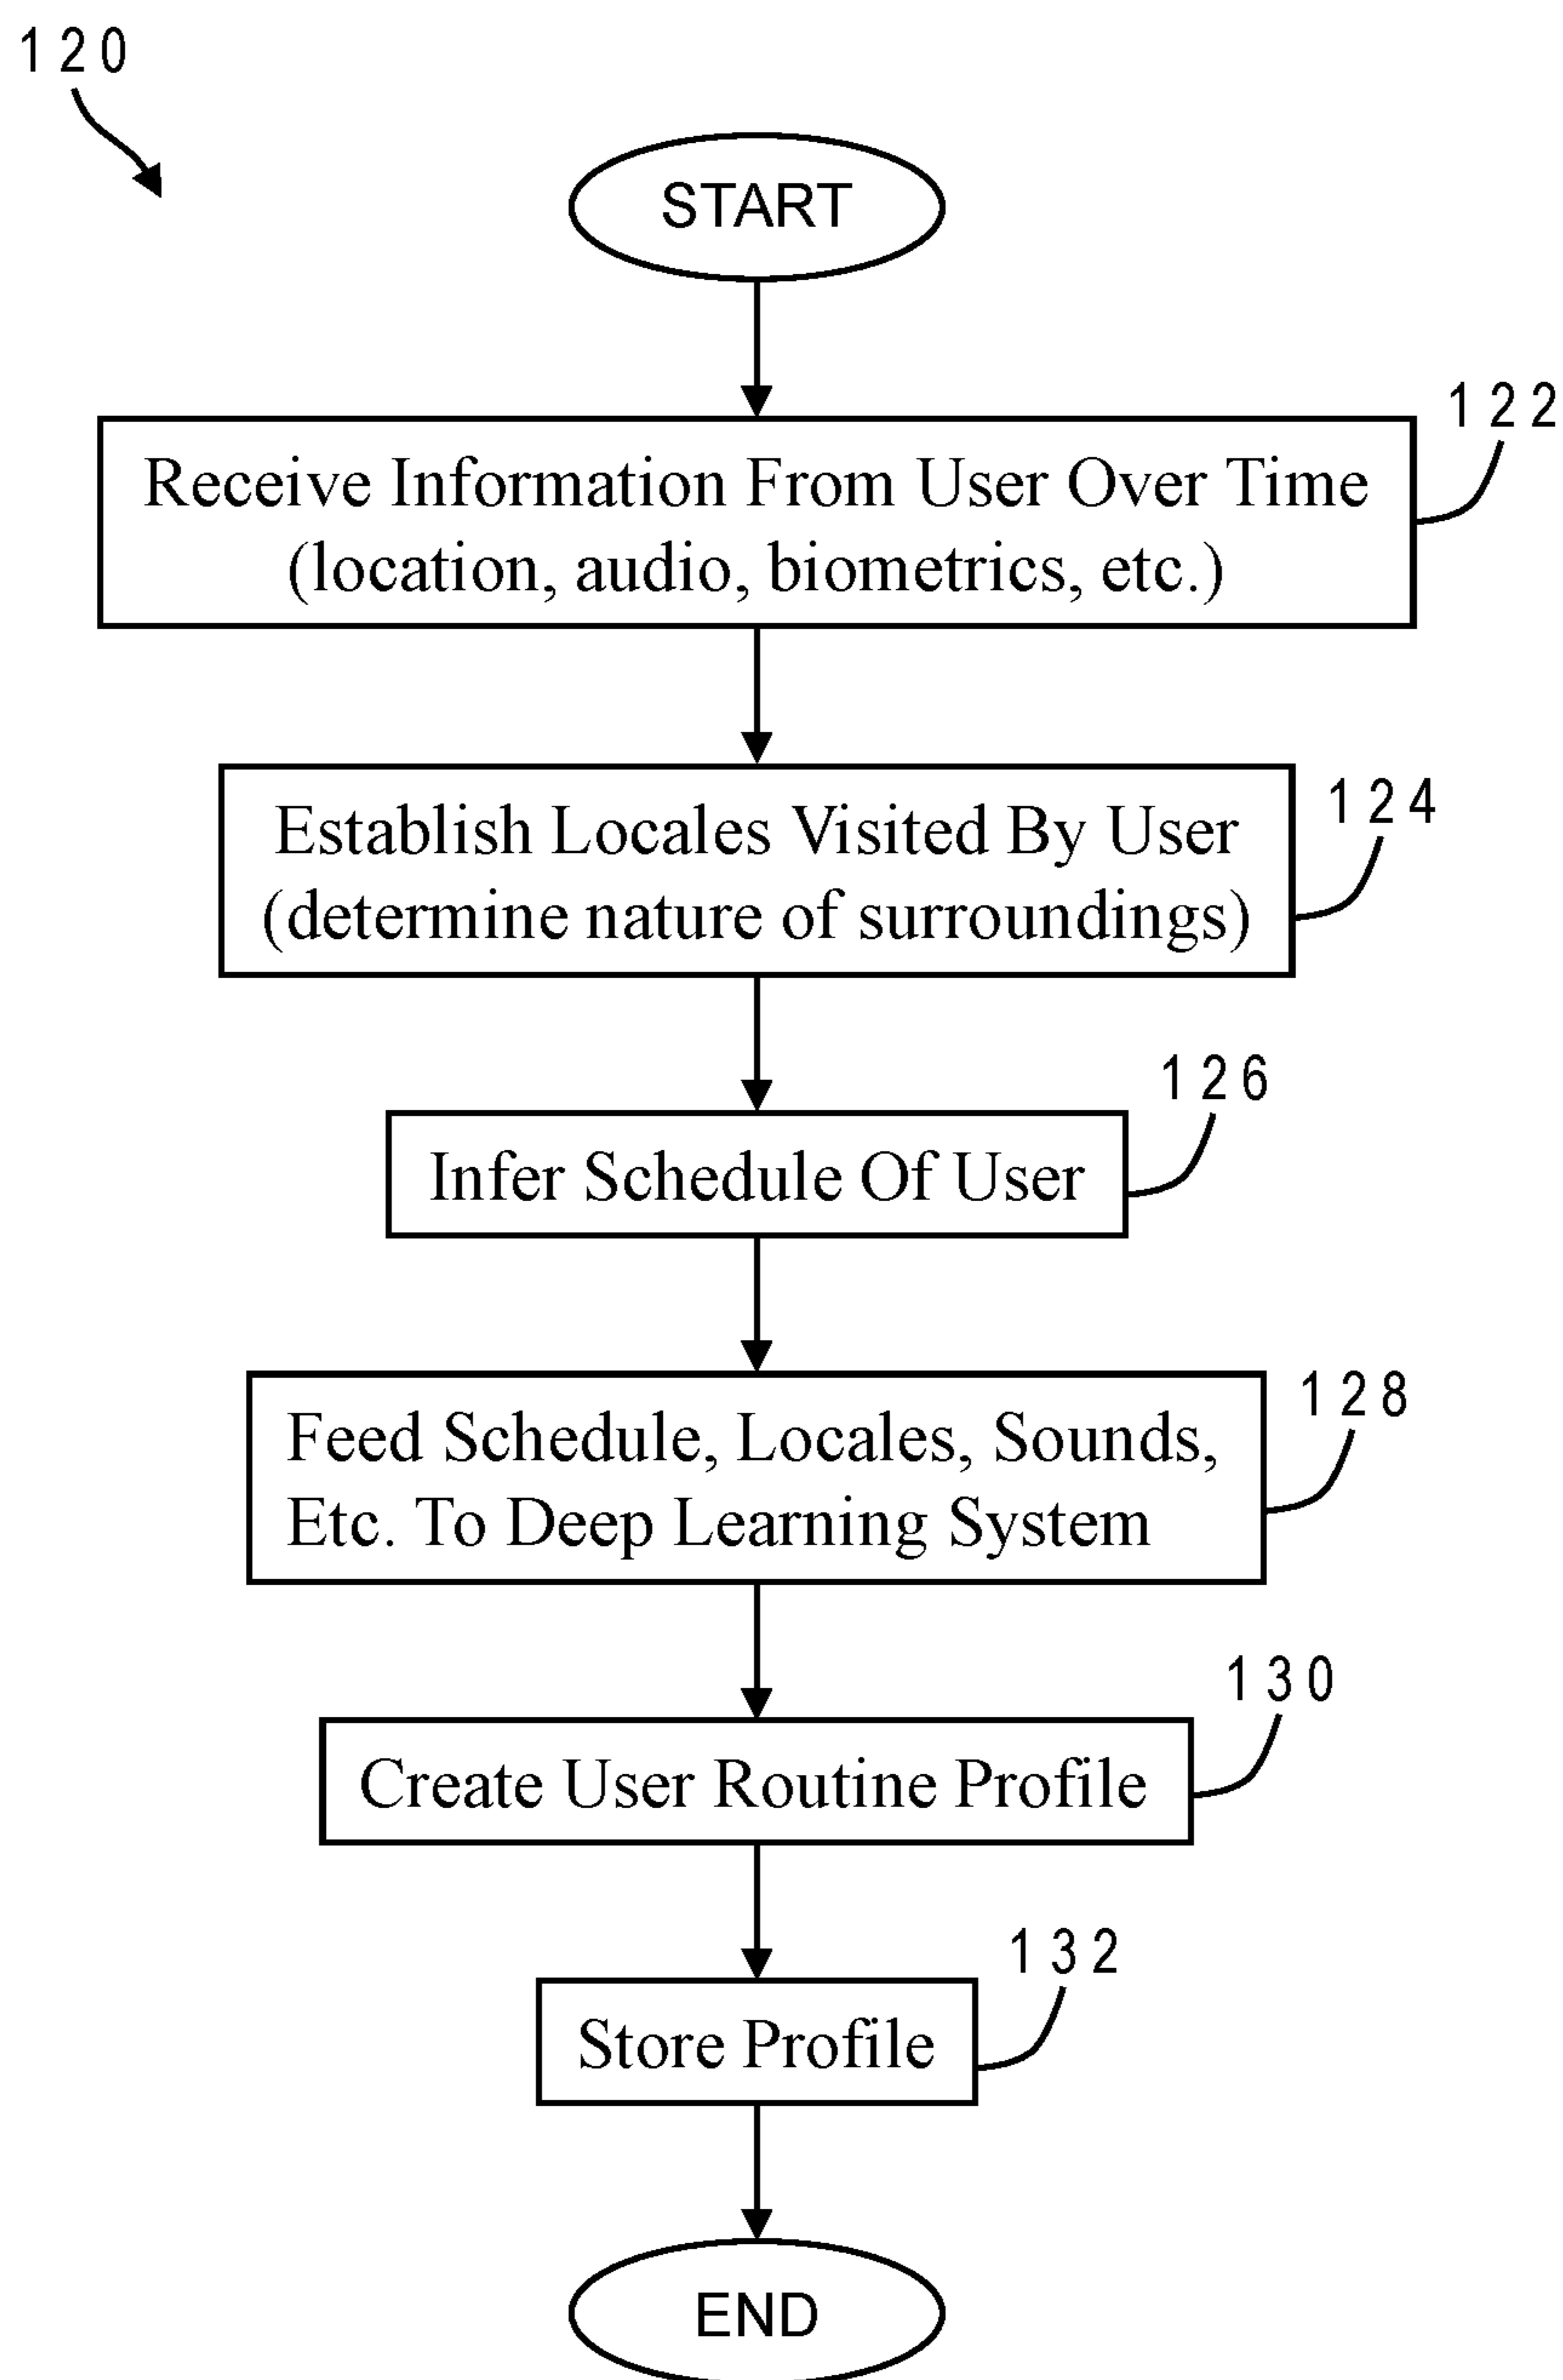 120
START
122
Receive Information From User Over Time
(location, audio, biometrics, etc.)
124
Establish Locales Visited By User
(determine nature of surroundings)
126
Infer Schedule Of User
128
Feed Schedule, Locales, Sounds,
Etc. To Deep Learning System
130
Create User Routine Profile
132
Store Profile
END